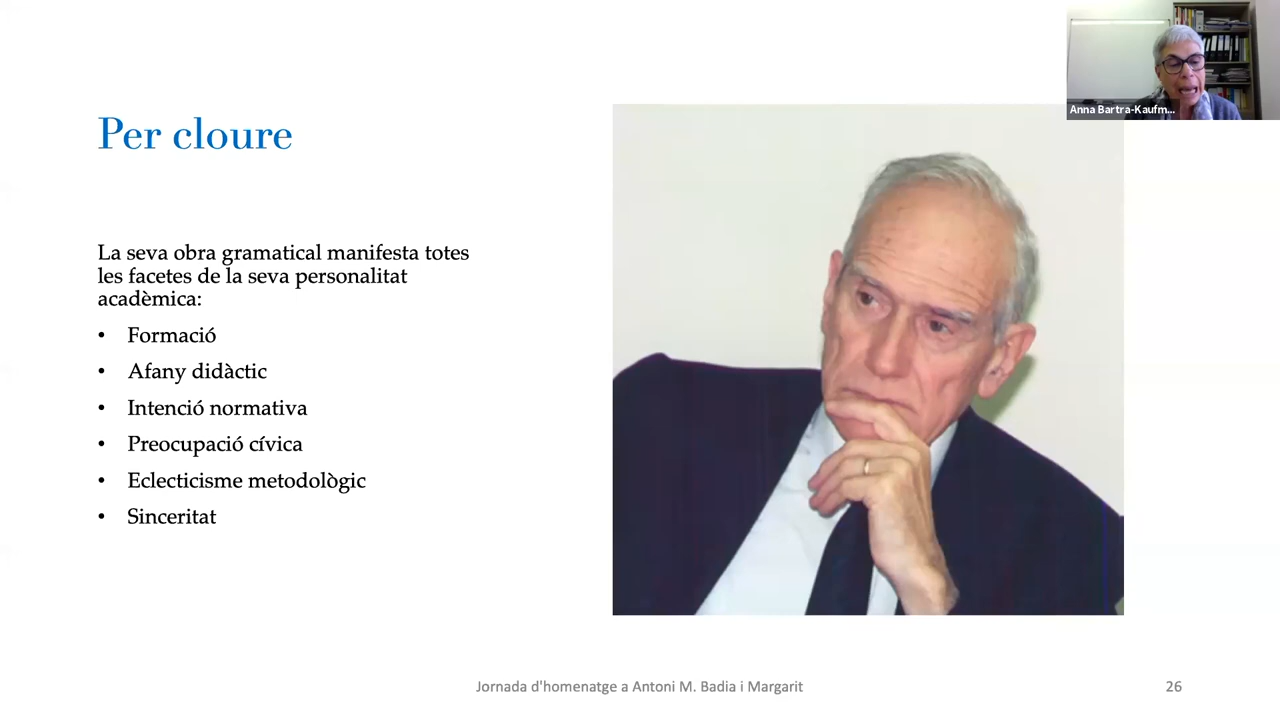 Anna Bartra-Kaufm...
Per cloure
La seva obra gramatical manifesta totes
les facetes de la seva personalitat
acadèmica:
• Formació
• Afany didàctic
• Intenció normativa
• Preocupació cívica
• Eclecticisme metodològic
• Sinceritat
Jornada d'homenatge a Antoni M. Badia i Margarit
26